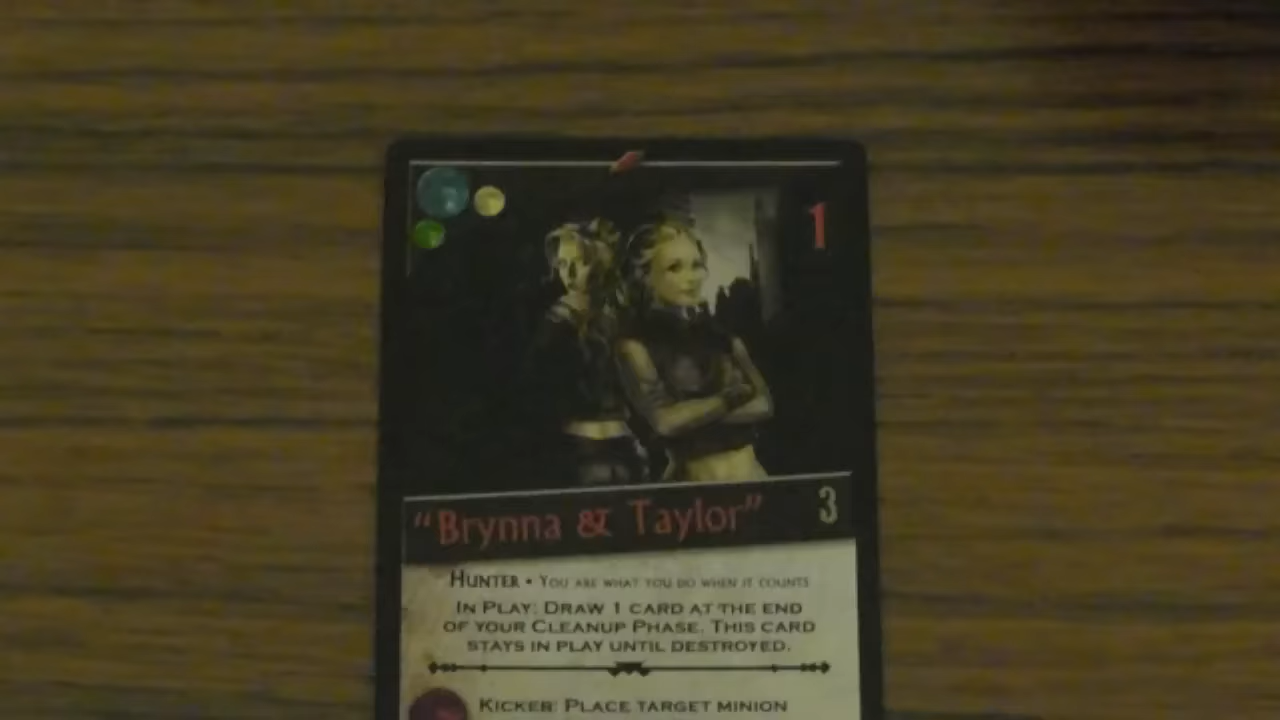 1
"Brynna & Taylor" 3
HUNTER • YOU ARE WHAT YOU DO WHEN IT COUNTS
IN PLAY: DRAW 1 CARD AT THE END
OF YOUR CLEANUP PHASE. THIS CARD
STAYS IN PLAY UNTIL DESTROYED.
KICKER: PLACE TARGET MINION